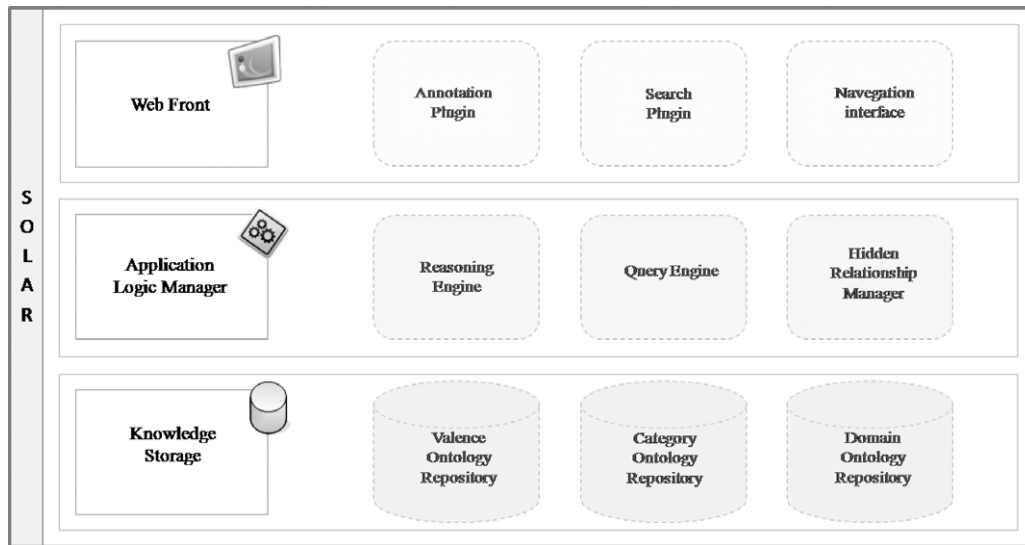 S
O
L
A
R
Web Front
Annotation
Plugin
Search
Plugin
Navegation
interface
Application
Logic Manager
Reasoning
Engine
Query Engine
Hidden
Relationship
Manager
Knowledge
Storage
Valence
Ontology
Repository
Category
Ontology
Repository
Domain
Ontology
Repository